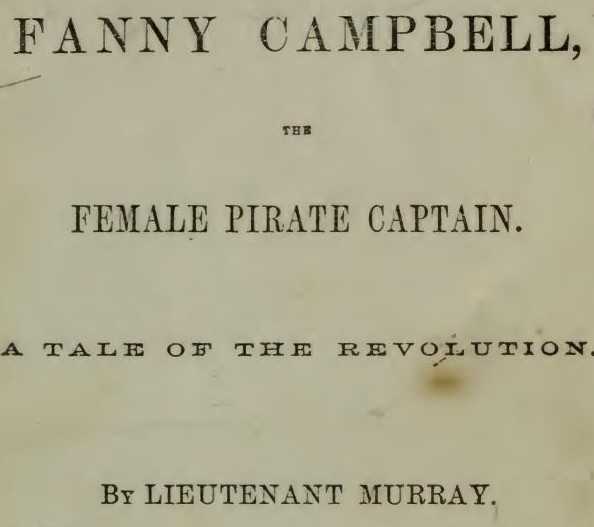 FANNY CAMPBELL,
THE
FEMALE PIRATE CAPTAIN.
A TALE OF THE REVOLUTION.
By LIEUTENANT MURRAY.